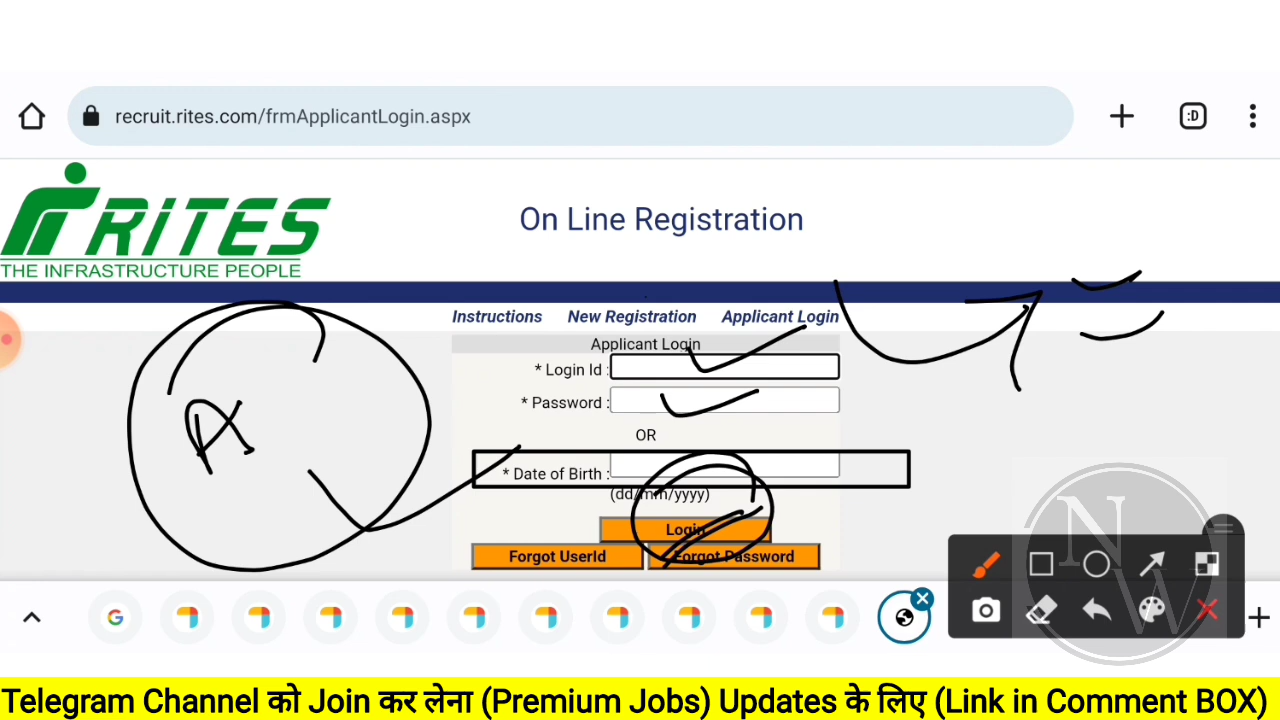 recruit.rites.com/frmApplicantLogin.aspx
:D
RITES
THE INFRASTRUCTURE PEOPLE
On Line Registration
Instructions New Registration Applicant Login
Applicant Login
* Login Id :
* Password :
OR
* Date of Birth :
(dd/mm/yyyy)
Login
Forgot UserId Forgot Password
A
G
N
W
Telegram Channel को Join कर लेना (Premium Jobs) Updates के लिए (Link in Comment BOX)